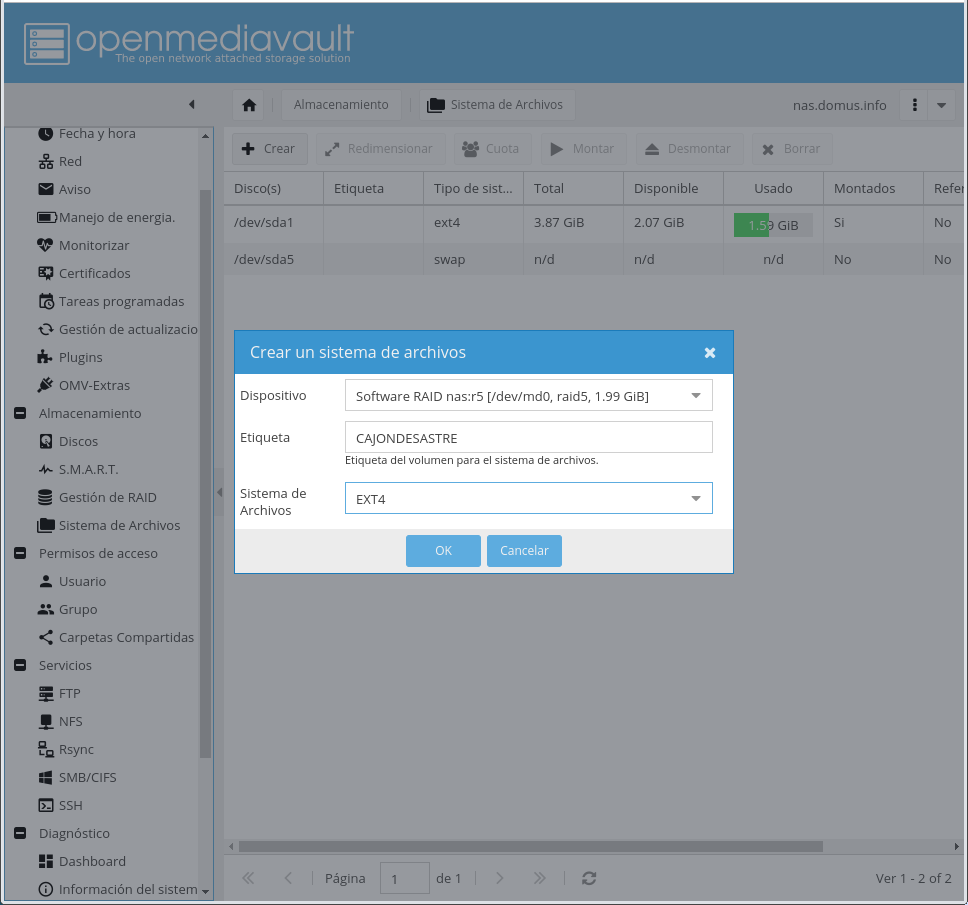 openmediavault
The open network attached storage solution
Almacenamiento
Sistema de Archivos
nas.domus.info
Fecha y hora
Red
Aviso
Manejo de energia.
Monitorizar
Certificados
Tareas programadas
Gestión de actualizacio
Plugins
OMV-Extras
Almacenamiento
Discos
S.M.A.R.T.
Gestión de RAID
Sistema de Archivos
Permisos de acceso
Usuario
Grupo
Carpetas Compartidas
Servicios
FTP
NFS
Rsync
SMB/CIFS
SSH
Diagnóstico
Dashboard
Información del sistem
Crear Redimensionar Cuota Montar Desmontar Borrar
Disco(s) Etiqueta Tipo de sist... Total Disponible Usado Montados Refer
/dev/sda1 ext4 3.87 GiB 2.07 GiB 1.59 GiB Si No
/dev/sda5 swap n/d n/d n/d No No
Crear un sistema de archivos
Dispositivo Software RAID nas:r5 [/dev/md0, raid5, 1.99 GiB]
Etiqueta CAJONDESASTRE
Etiqueta del volumen para el sistema de archivos.
Sistema de
Archivos
EXT4
OK Cancelar
Página 1 de 1 Ver 1 - 2 of 2